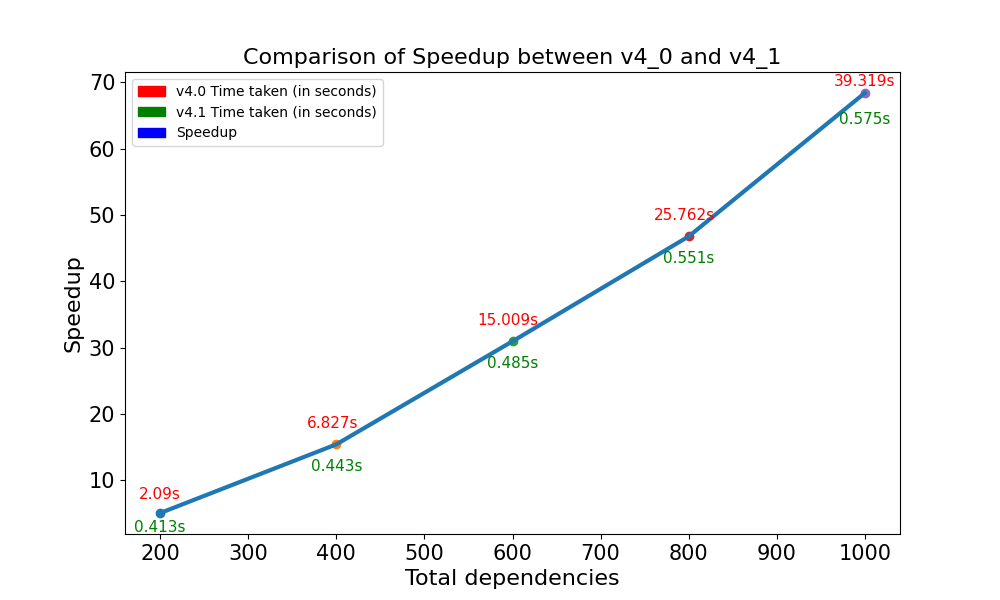 Comparison of Speedup between v4_0 and v4_1
v4.0 Time taken (in seconds)
v4.1 Time taken (in seconds)
Speedup
Speedup
70
60
50
40
30
20
10
39.319s
0.575s
25.762s
0.551s
15.009s
0.485s
6.827s
0.443s
2.09s
0.413s
200 300 400 500 600 700 800 900 1000
Total dependencies